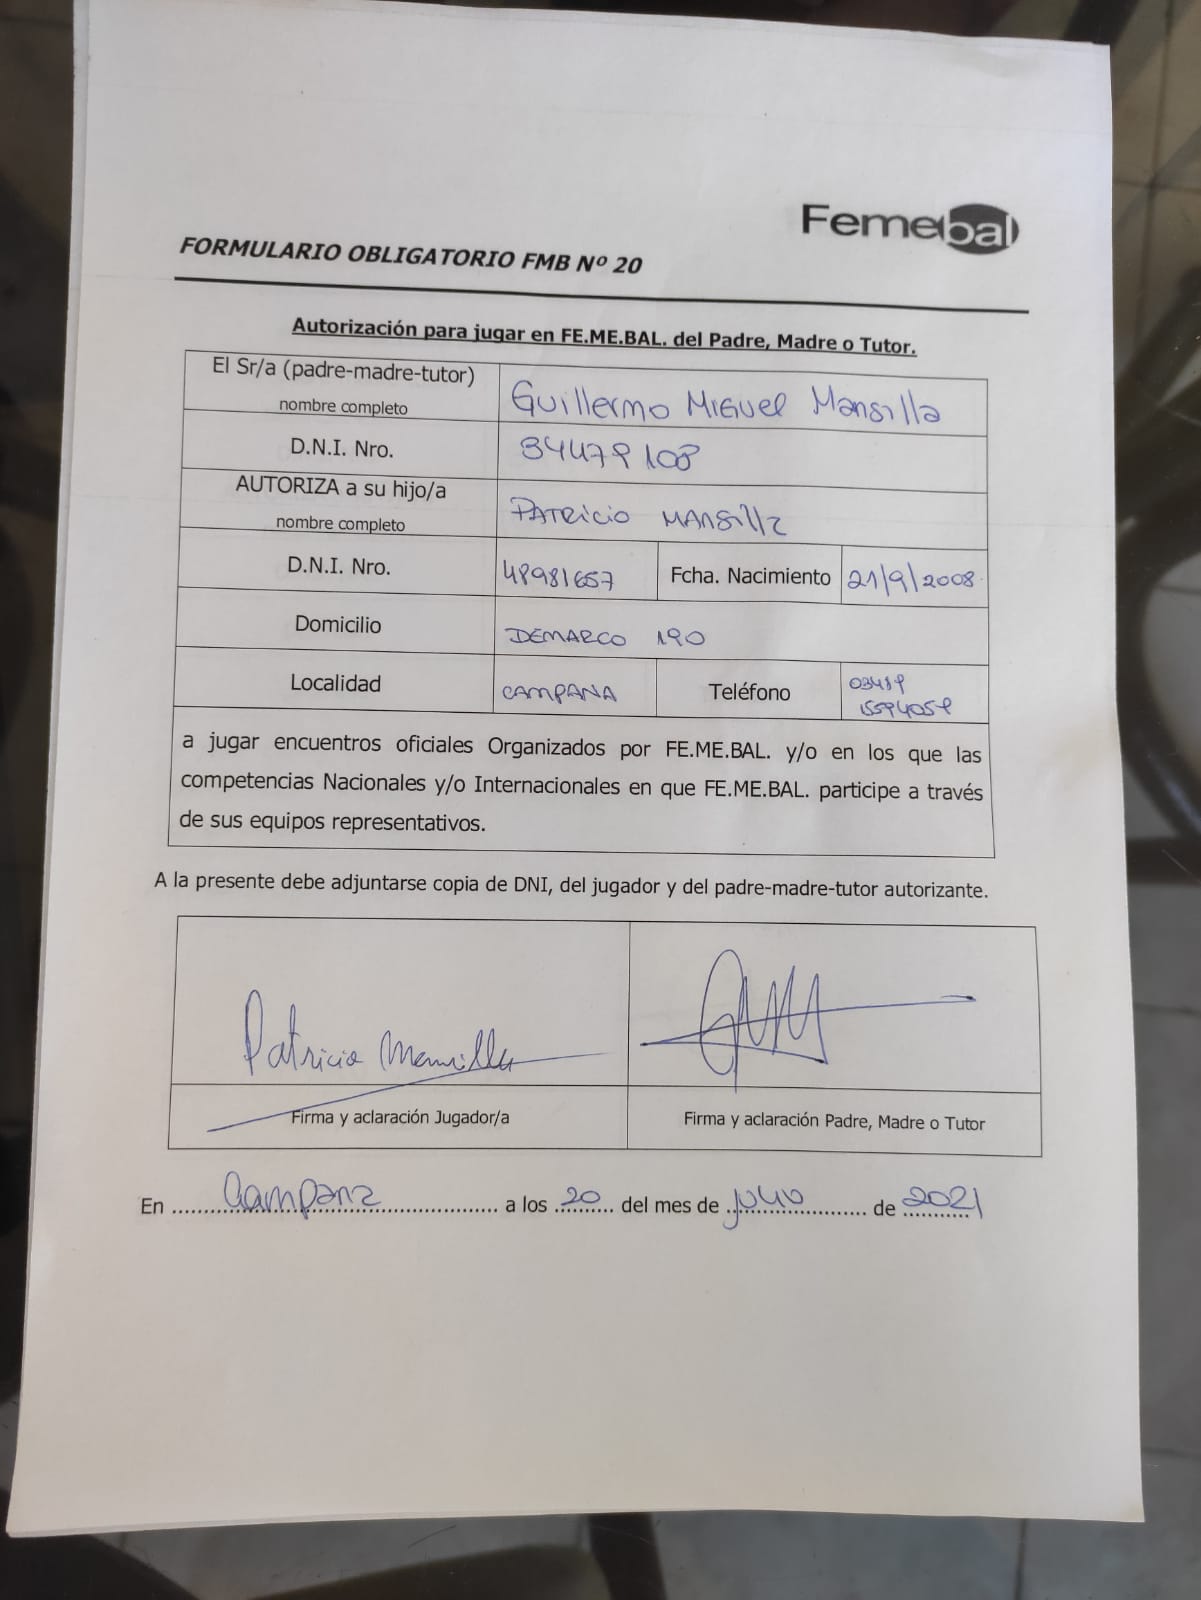 Femebal
FORMULARIO OBLIGATORIO FMB Nº 20
Autorización para jugar en FE.ME.BAL. del Padre, Madre o Tutor.
El Sr/a (padre-madre-tutor)
nombre completo
Guillermo Miguel Mansilla
D.N.I. Nro.
34479108
AUTORIZA a su hijo/a
nombre completo
PATRICIO MANSILLA
D.N.I. Nro.
48981657
Fcha. Nacimiento
21/9/2008
Domicilio
DEMARCO 190
Localidad
CAMPANA
Teléfono
03489
15594059
a jugar encuentros oficiales Organizados por FE.ME.BAL. y/o en los que las
competencias Nacionales y/o Internacionales en que FE.ME.BAL. participe a través
de sus equipos representativos.
A la presente debe adjuntarse copia de DNI, del jugador y del padre-madre-tutor autorizante.
Patricio Mansilla
Firma y aclaración Jugador/a
Firma y aclaración Padre, Madre o Tutor
En Campana a los 20 del mes de julio de 2021